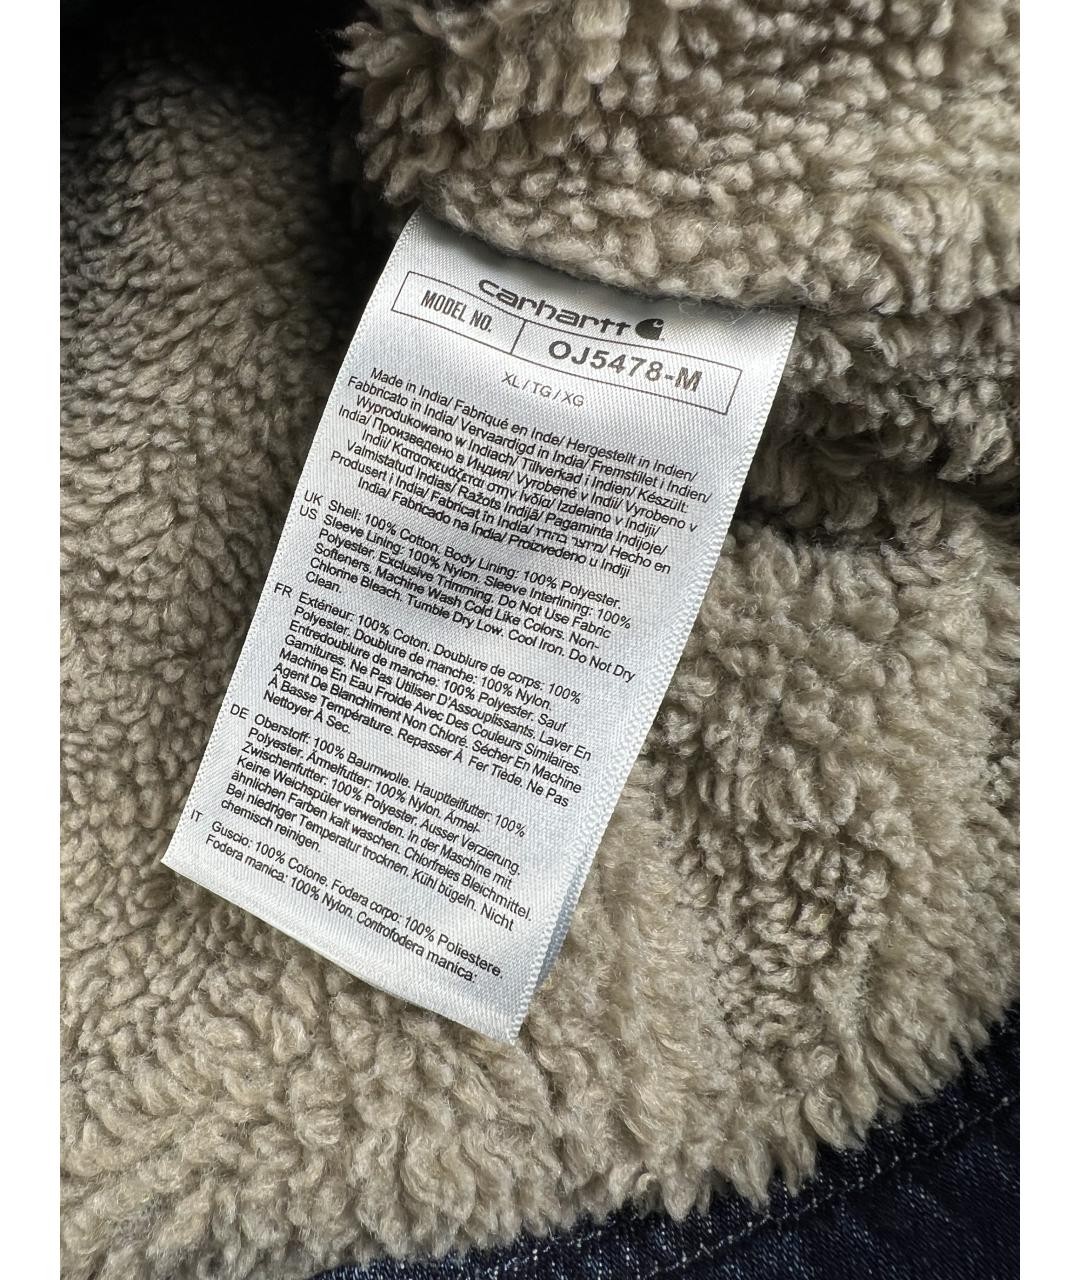 carhartt
MODEL NO. OJ5478-M
XL / TG / XG
Made in India/ Fabriqué en Inde/ Hergestellt in Indien/
Fabbricato in India/ Vervaardigd in India/ Fremstillet i Indien/
Wyprodukowano w Indiach/ Tillverkad i Indien/ Készült:
India/ Произведено в Индия/ Vyrobené v Indii/ Vyrobeno v
Indii/ Κατασκευάζεται στην Ινδία/ Izdelano v Indiji/
Valmistatud Indias/ Ražots Indijā/ Pagaminta Indijoje/
Produsert i India/ Fabricat în India/ מיוצר בהודו/ Hecho en
India/ Fabricado na India/ Proizvedeno u Indiji
UK Shell: 100% Cotton. Body Lining: 100% Polyester.
US Sleeve Lining: 100% Nylon. Sleeve Interlining: 100%
Polyester. Exclusive Trimming. Do Not Use Fabric
Softeners. Machine Wash Cold Like Colors. Non-
Chlorine Bleach. Tumble Dry Low. Cool Iron. Do Not Dry
Clean.
FR Extérieur: 100% Coton. Doublure de corps: 100%
Polyester. Doublure de manche: 100% Nylon.
Entredoublure de manche: 100% Polyester. Sauf
Garnitures. Ne Pas Utiliser D'Assouplissants. Laver En
Machine En Eau Froide Avec Des Couleurs Similaires.
Agent De Blanchiment Non Chloré. Sécher En Machine
À Basse Température. Repasser À Fer Tiède. Ne Pas
Nettoyer À Sec.
DE Oberstoff: 100% Baumwolle. Hauptteilfutter: 100%
Polyester. Ärmelfutter: 100% Nylon. Ärmel-
Zwischenfutter: 100% Polyester. Ausser Verzierung.
Keine Weichspüler verwenden. In der Maschine mit
ähnlichen Farben kalt waschen. Chlorfreies Bleichmittel.
Bei niedriger Temperatur trocknen. Kühl bügeln. Nicht
chemisch reinigen.
IT Guscio: 100% Cotone. Fodera corpo: 100% Poliestere.
Fodera manica: 100% Nylon. Controfodera manica: